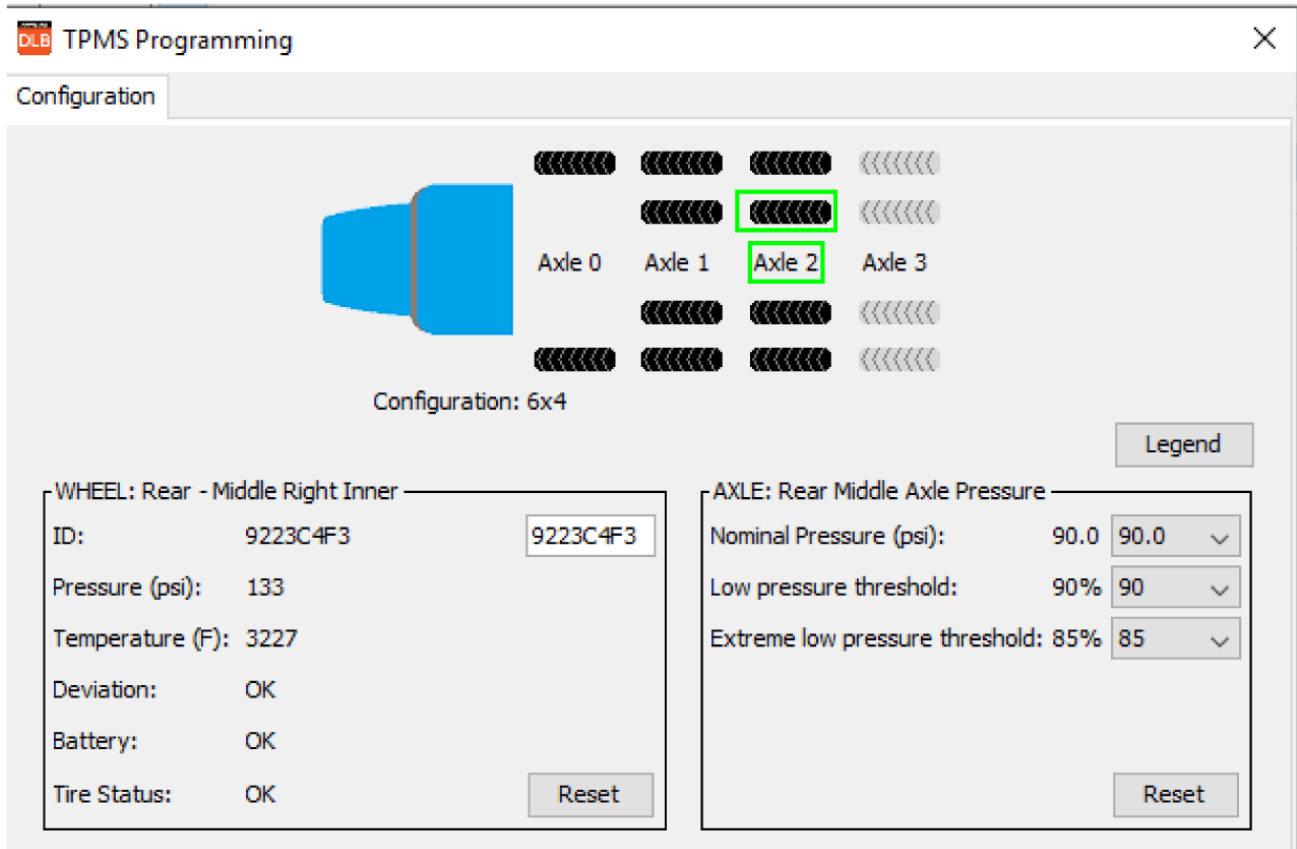 DLB TPMS Programming
Configuration
Axle 0 Axle 1 Axle 2 Axle 3
Configuration: 6x4
Legend
WHEEL: Rear - Middle Right Inner
ID: 9223C4F3 9223C4F3
Pressure (psi): 133
Temperature (F): 3227
Deviation: OK
Battery: OK
Tire Status: OK Reset
AXLE: Rear Middle Axle Pressure
Nominal Pressure (psi): 90.0 90.0
Low pressure threshold: 90% 90
Extreme low pressure threshold: 85% 85
Reset